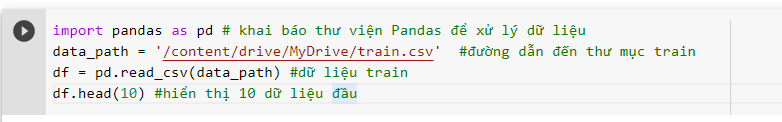 import pandas as pd # khai báo thư viện Pandas để xử lý dữ liệu
data_path = '/content/drive/MyDrive/train.csv'  #đường dẫn đến thư mục train
df = pd.read_csv(data_path) #dữ liệu train
df.head(10) #hiển thị 10 dữ liệu đầu